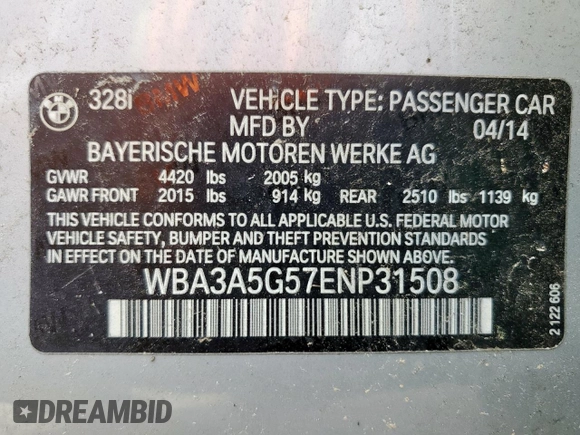 328i VEHICLE TYPE: PASSENGER CAR
MFD BY 04/14
BAYERISCHE MOTOREN WERKE AG
GVWR 4420 lbs 2005 kg
GAWR FRONT 2015 lbs 914 kg REAR 2510 lbs 1139 kg
THIS VEHICLE CONFORMS TO ALL APPLICABLE U.S. FEDERAL MOTOR
VEHICLE SAFETY, BUMPER AND THEFT PREVENTION STANDARDS
IN EFFECT ON THE DATE OF MANUFACTURE SHOWN ABOVE.
WBA3A5G57ENP31508
2 122 606
DREAMBID